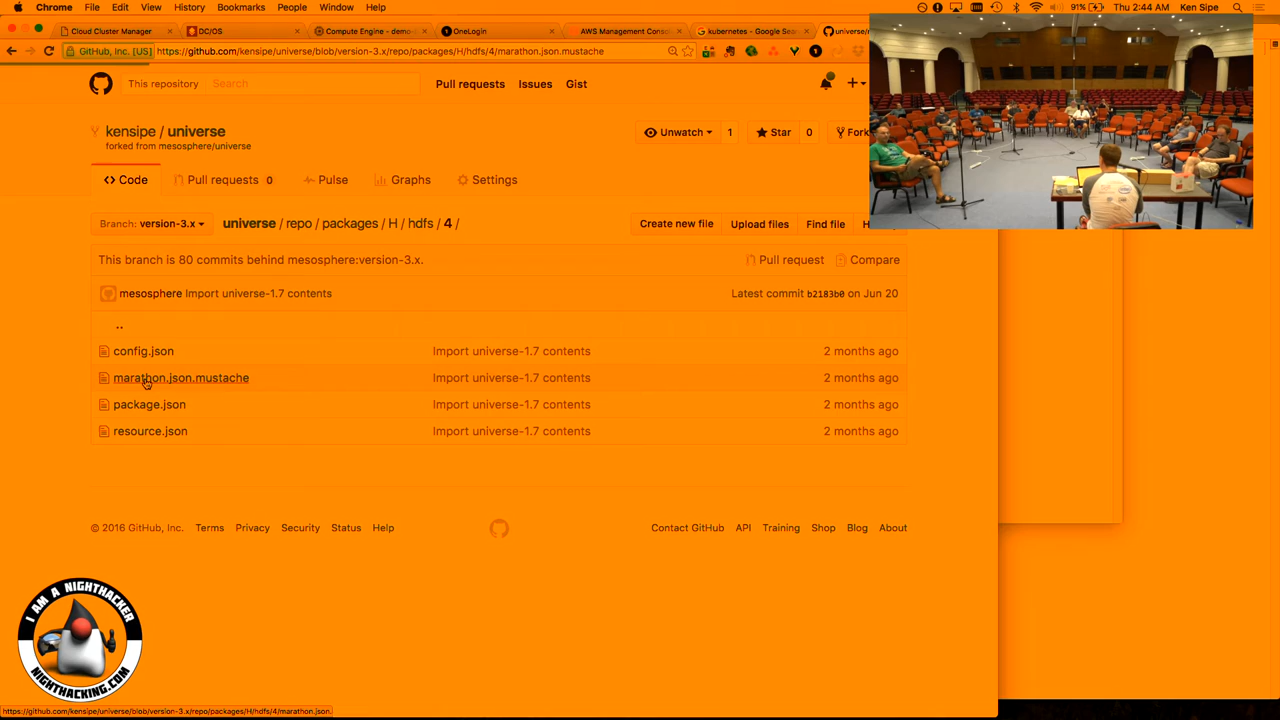 Chrome File Edit View History Bookmarks People Window Help 91% Thu 2:44 AM Ken Sipe
Cloud Cluster Manager DC/OS Compute Engine - demo- OneLogin AWS Management Conso kubernetes - Google Sear universe/r
GitHub, Inc. [US] https://github.com/kensipe/universe/blob/version-3.x/repo/packages/H/hdfs/4/marathon.json.mustache
This repository Search Pull requests Issues Gist
kensipe / universe Unwatch 1 Star 0 Fork
forked from mesosphere/universe
Code Pull requests 0 Pulse Graphs Settings
Branch: version-3.x universe / repo / packages / H / hdfs / 4 / Create new file Upload files Find file H
This branch is 80 commits behind mesosphere:version-3.x. Pull request Compare
mesosphere Import universe-1.7 contents Latest commit b2183b0 on Jun 20
..
config.json Import universe-1.7 contents 2 months ago
marathon.json.mustache Import universe-1.7 contents 2 months ago
package.json Import universe-1.7 contents 2 months ago
resource.json Import universe-1.7 contents 2 months ago
© 2016 GitHub, Inc. Terms Privacy Security Status Help Contact GitHub API Training Shop Blog About
I AM A NIGHTHACKER
NIGHTHACKING.COM
https://github.com/kensipe/universe/blob/version-3.x/repo/packages/H/hdfs/4/marathon.json.